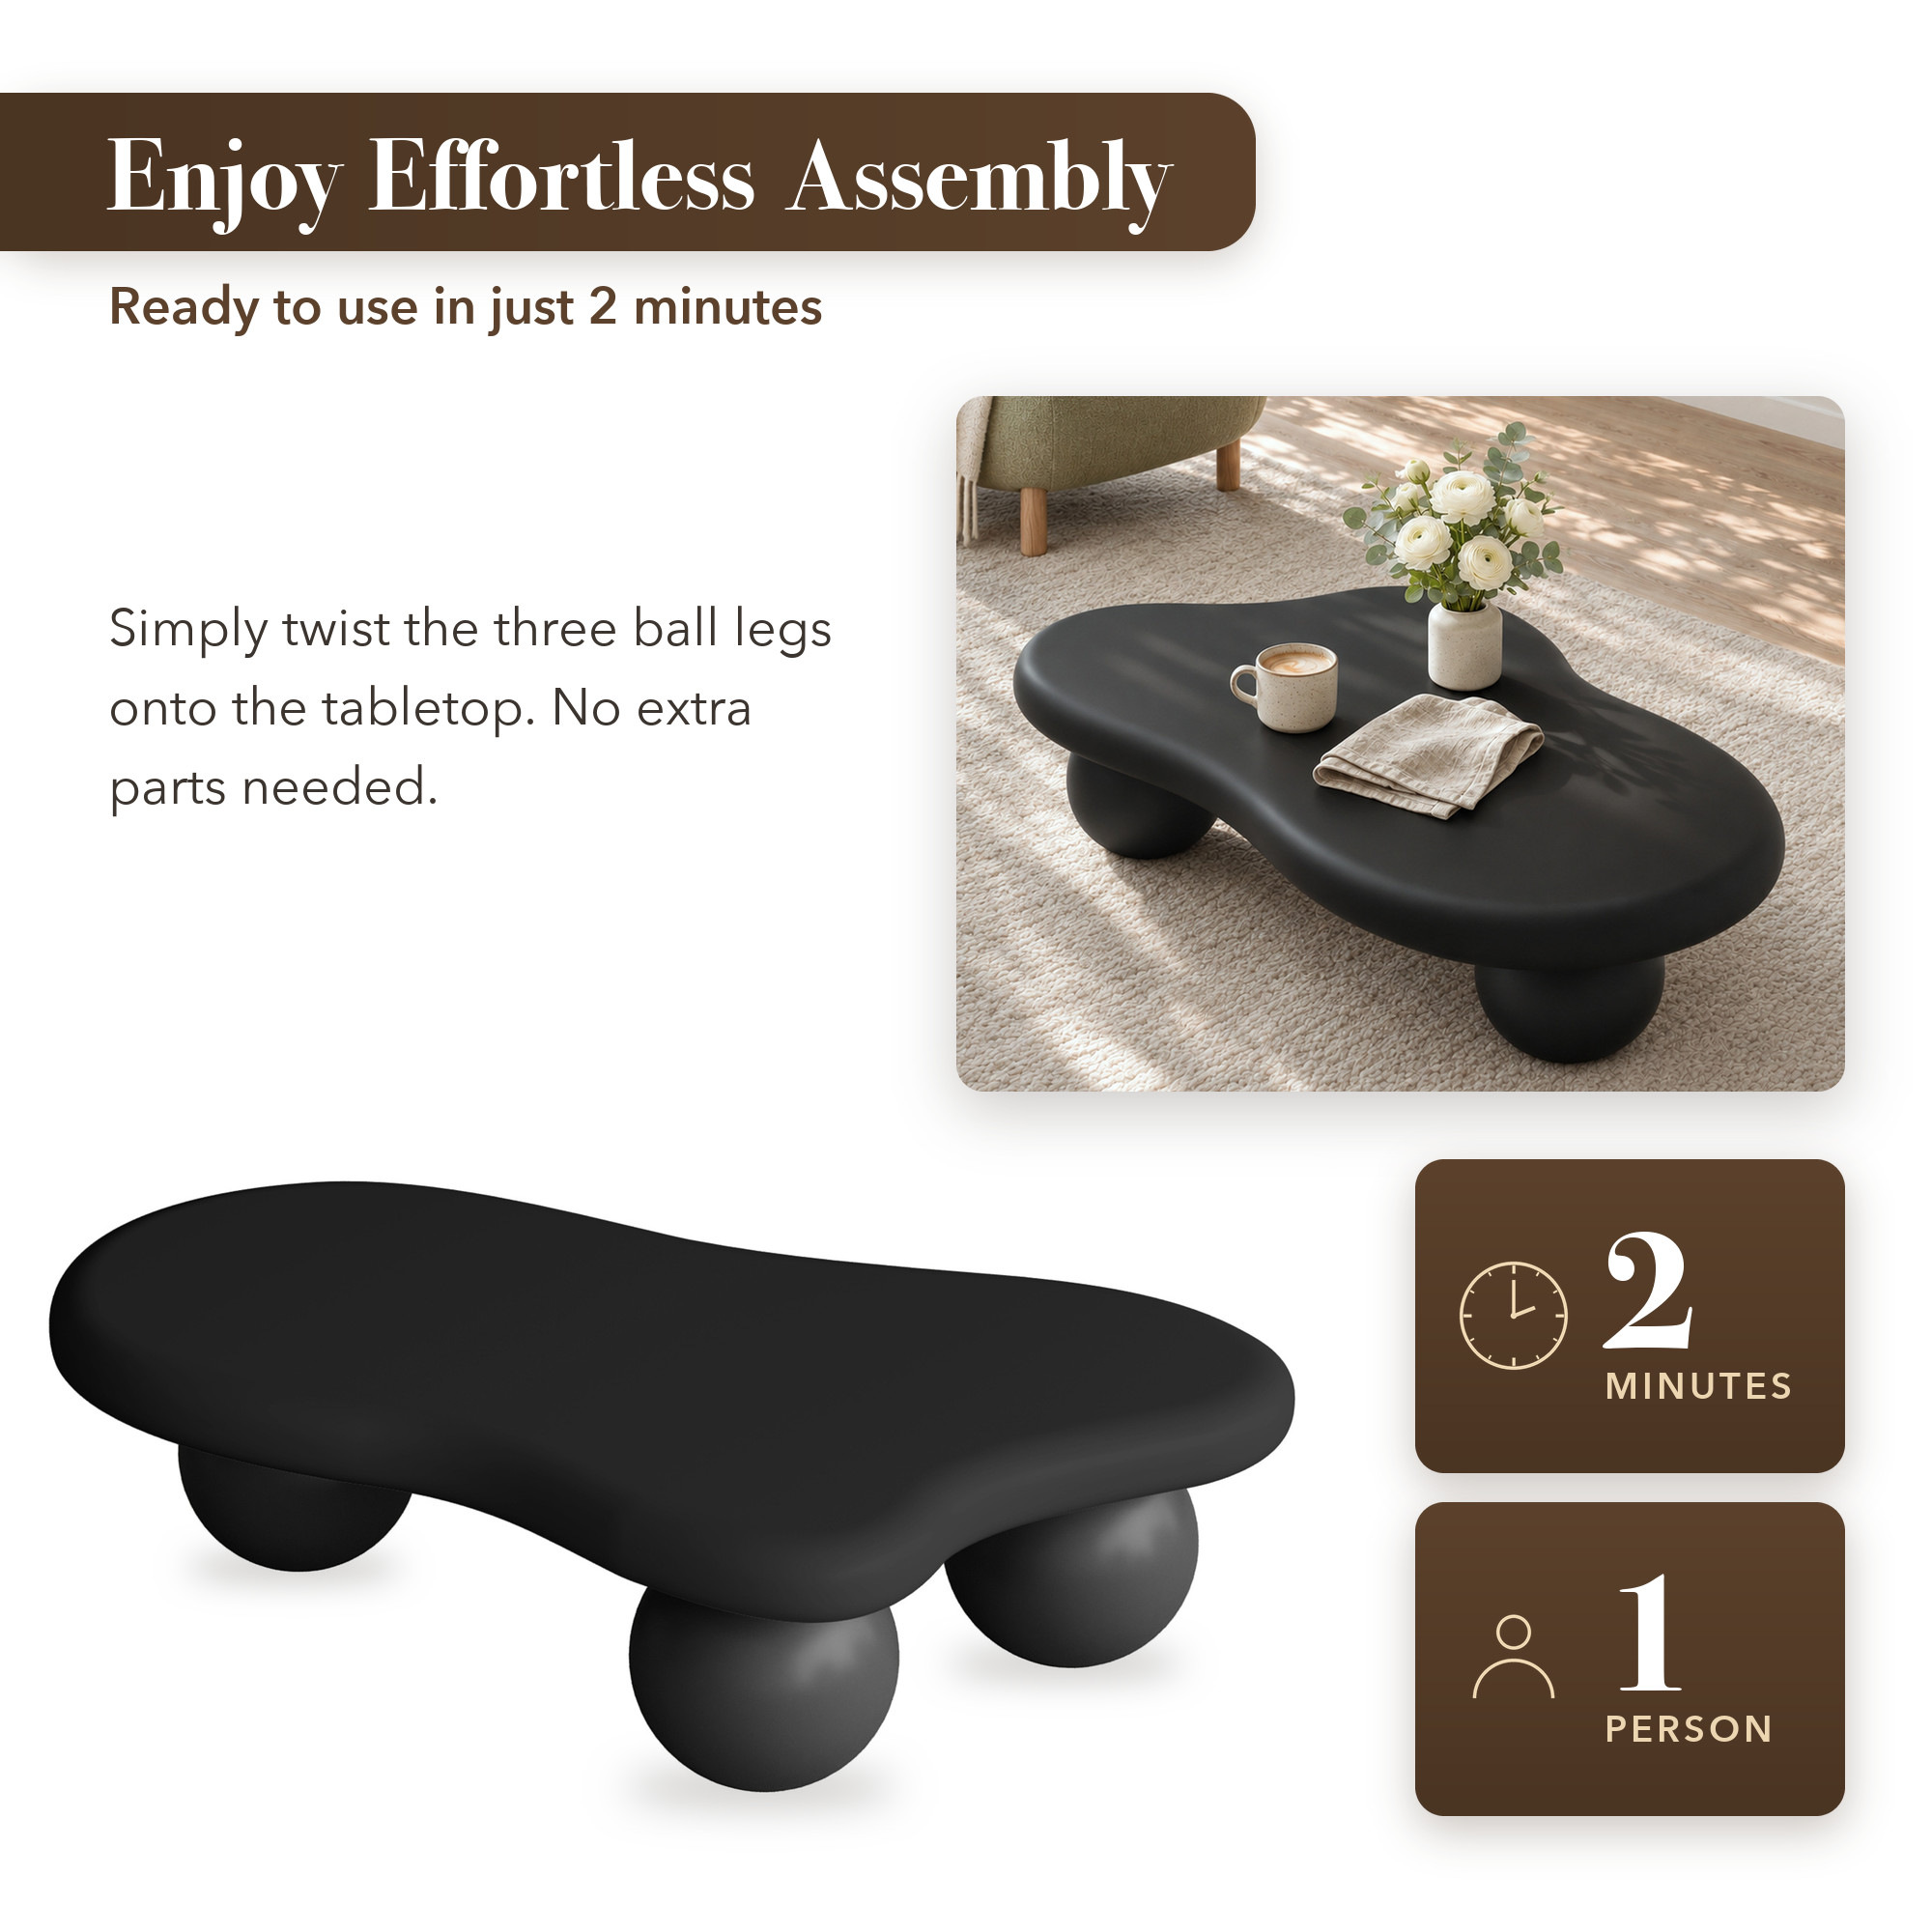 Enjoy Effortless Assembly
Ready to use in just 2 minutes
Simply twist the three ball legs
onto the tabletop. No extra
parts needed.
2
MINUTES
1
PERSON